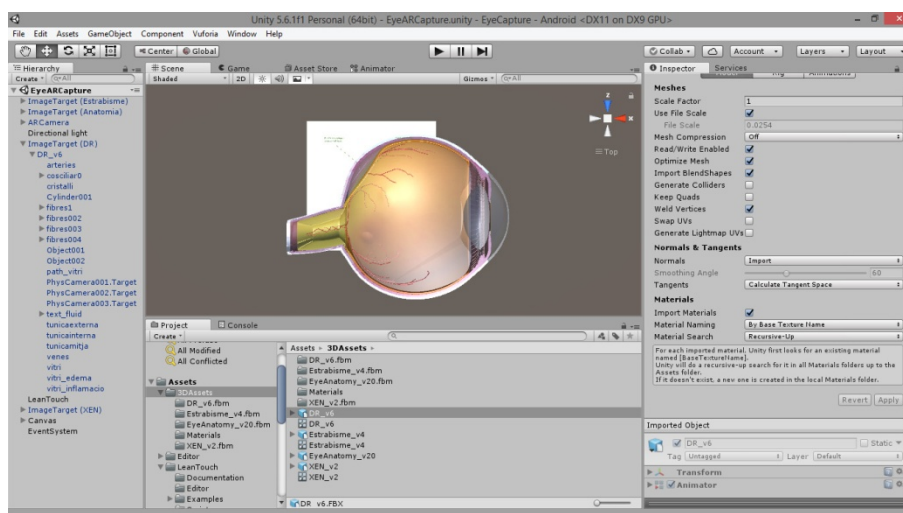 Unity 5.6.1f1 Personal (64bit) - EyeARCapture.unity - EyeCapture - Android <DX11 on DX9 GPU>
File Edit Assets GameObject Component Vuforia Window Help
Center Global
Collab Account Layers Layout
Hierarchy
Create All
EyeARCapture
ImageTarget (Estrabisme)
ImageTarget (Anatomia)
ARCamera
Directional light
ImageTarget (DR)
DR_v6
arteries
cosciliar0
cristalli
Cylinder001
fibres1
fibres002
fibres003
fibres004
Object001
Object002
path_vitri
PhysCamera001.Target
PhysCamera002.Target
PhysCamera003.Target
text_fluid
tunicaexterna
tunicainterna
tunicamitja
venes
vitri
vitri_edema
vitri_inflamacio
LeanTouch
ImageTarget (XEN)
Canvas
EventSystem
Scene Game Asset Store Animator
Shaded 2D Gizmos All
z
x
Top
Project Console
Create
All Modified
All Conflicted
Assets
3DAssets
DR_v6.fbm
Estrabisme_v4.fbm
EyeAnatomy_v20.fbm
Materials
XEN_v2.fbm
Editor
LeanTouch
Documentation
Editor
Examples
Assets 3DAssets
DR_v6.fbm
Estrabisme_v4.fbm
EyeAnatomy_v20.fbm
Materials
XEN_v2.fbm
DR_v6
DR_v6
Estrabisme_v4
Estrabisme_v4
EyeAnatomy_v20
XEN_v2
XEN_v2
DR_v6.FBX
Inspector Services
Meshes
Scale Factor 1
Use File Scale
File Scale 0.0254
Mesh Compression Off
Read/Write Enabled
Optimize Mesh
Import BlendShapes
Generate Colliders
Keep Quads
Weld Vertices
Swap UVs
Generate Lightmap UVs
Normals & Tangents
Normals Import
Smoothing Angle 60
Tangents Calculate Tangent Space
Materials
Import Materials
Material Naming By Base Texture Name
Material Search Recursive-Up
For each imported material, Unity first looks for an existing material
named [BaseTextureName].
Unity will do a recursive-up search for it in all Materials folders up to the
Assets folder.
If it doesn't exist, a new one is created in the local Materials folder.
Revert Apply
Imported Object
DR_v6 Static
Tag Untagged Layer Default
Transform
Animator